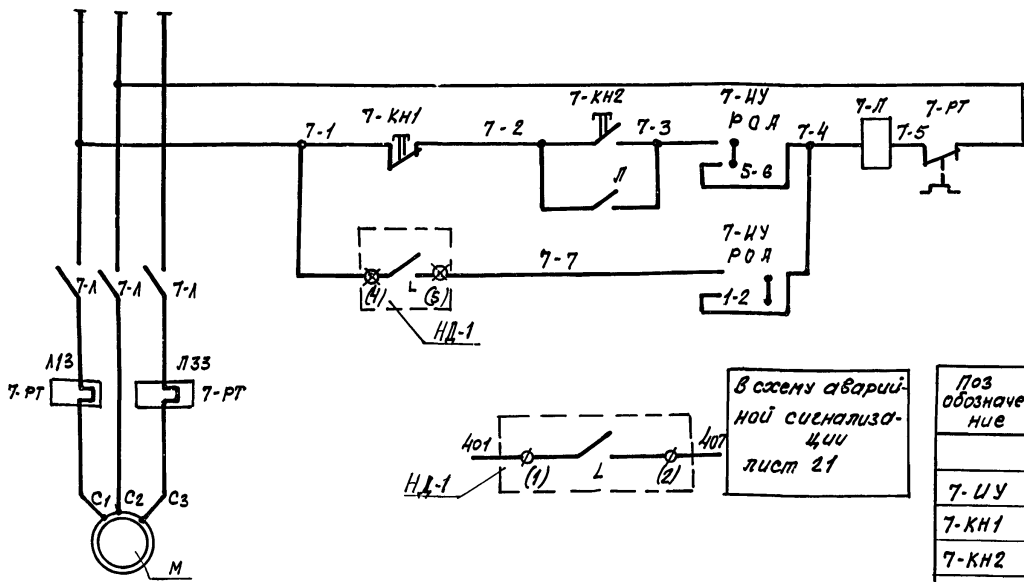 7-КН1
7-КН2
7-ИУ
Р О А
7-Л
7-РТ
7-1
7-2
7-3
7-4
7-5
Л
5-6
7-ИУ
Р О А
7-7
1-2
(4)
L
(5)
НД-1
7-Л
7-Л
7-Л
Л13
Л33
7-РТ
7-РТ
С1
С2
С3
М
401
407
(1)
L
(2)
НД-1
В схему аварий-
ной сигнализа-
ции
лист 21
Поз
обозначе
ние
7-ИУ
7-КН1
7-КН2